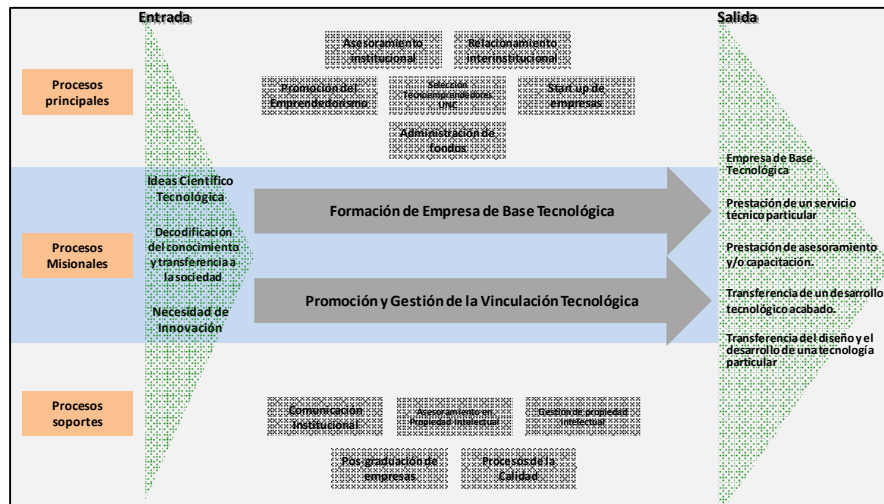 Entrada
Salida
Asesoramiento
institucional
Relacionamiento
interinstitucional
Procesos
principales
Promoción del
Emprendedorismo
Selección
Tecnoemprendedores
UNC
Start up de
empresas
Administración de
fondos
Ideas Científico
Tecnológica
Decodificación
del conocimiento
y transferencia a
la sociedad
Necesidad de
Innovación
Procesos
Misionales
Formación de Empresa de Base Tecnológica
Promoción y Gestión de la Vinculación Tecnológica
Empresa de Base
Tecnológica
Prestación de un servicio
técnico particular
Prestación de asesoramiento
y/o capacitación.
Transferencia de un desarrollo
tecnológico acabado.
Transferencia del diseño y el
desarrollo de una tecnología
particular
Procesos
soportes
Comunicación
Institucional
Asesoramiento en
Propiedad Intelectual
Gestión de propiedad
Intelectual
Pos-graduación de
empresas
Procesos de la
Calidad